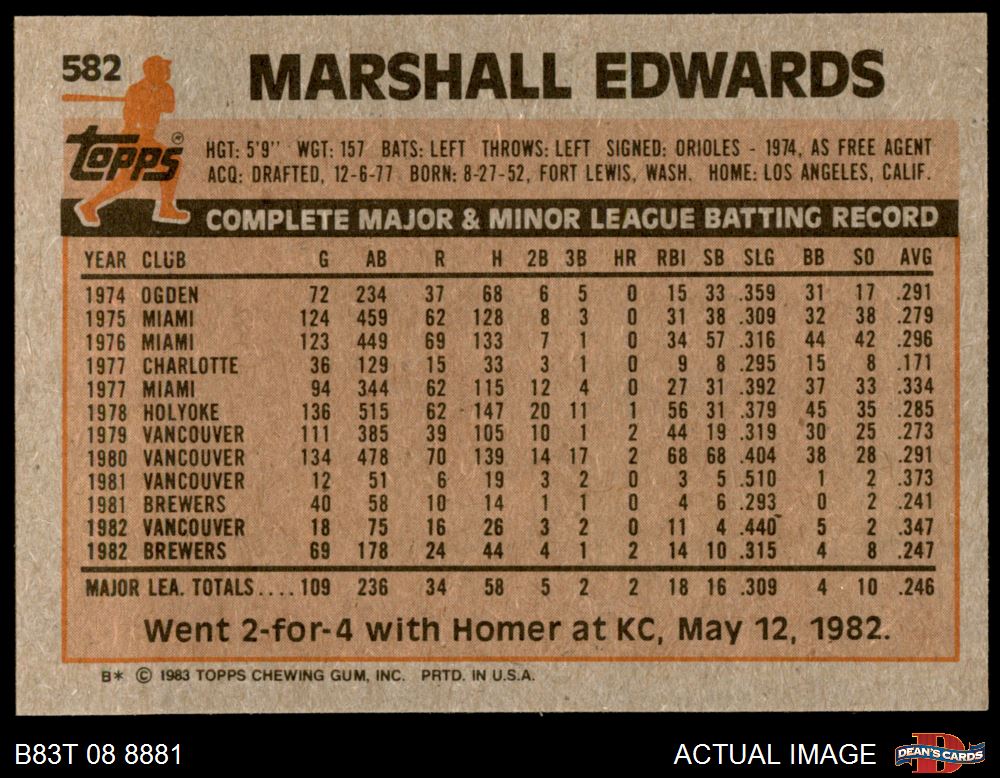 582 MARSHALL EDWARDS
topps ®
HGT: 5'9" WGT: 157 BATS: LEFT THROWS: LEFT SIGNED: ORIOLES - 1974, AS FREE AGENT
ACQ: DRAFTED, 12-6-77 BORN: 8-27-52, FORT LEWIS, WASH. HOME: LOS ANGELES, CALIF.
COMPLETE MAJOR & MINOR LEAGUE BATTING RECORD
YEAR CLUB G AB R H 2B 3B HR RBI SB SLG BB SO AVG
1974 OGDEN 72 234 37 68 6 5 0 15 33 .359 31 17 .291
1975 MIAMI 124 459 62 128 8 3 0 31 38 .309 32 38 .279
1976 MIAMI 123 449 69 133 7 1 0 34 57 .316 44 42 .296
1977 CHARLOTTE 36 129 15 33 3 1 0 9 8 .295 15 8 .171
1977 MIAMI 94 344 62 115 12 4 0 27 31 .392 37 33 .334
1978 HOLYOKE 136 515 62 147 20 11 1 56 31 .379 45 35 .285
1979 VANCOUVER 111 385 39 105 10 1 2 44 19 .319 30 25 .273
1980 VANCOUVER 134 478 70 139 14 17 2 68 68 .404 38 28 .291
1981 VANCOUVER 12 51 6 19 3 2 0 3 5 .510 1 2 .373
1981 BREWERS 40 58 10 14 1 1 0 4 6 .293 0 2 .241
1982 VANCOUVER 18 75 16 26 3 2 0 11 4 .440 5 2 .347
1982 BREWERS 69 178 24 44 4 1 2 14 10 .315 4 8 .247
MAJOR LEA. TOTALS.... 109 236 34 58 5 2 2 18 16 .309 4 10 .246
Went 2-for-4 with Homer at KC, May 12, 1982.
B* © 1983 TOPPS CHEWING GUM, INC. PRTD. IN U.S.A.
B83T 08 8881 ACTUAL IMAGE DEAN'S CARDS